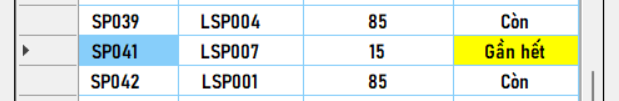 SP039 LSP004 85 Còn
SP041 LSP007 15 Gần hết
SP042 LSP001 85 Còn